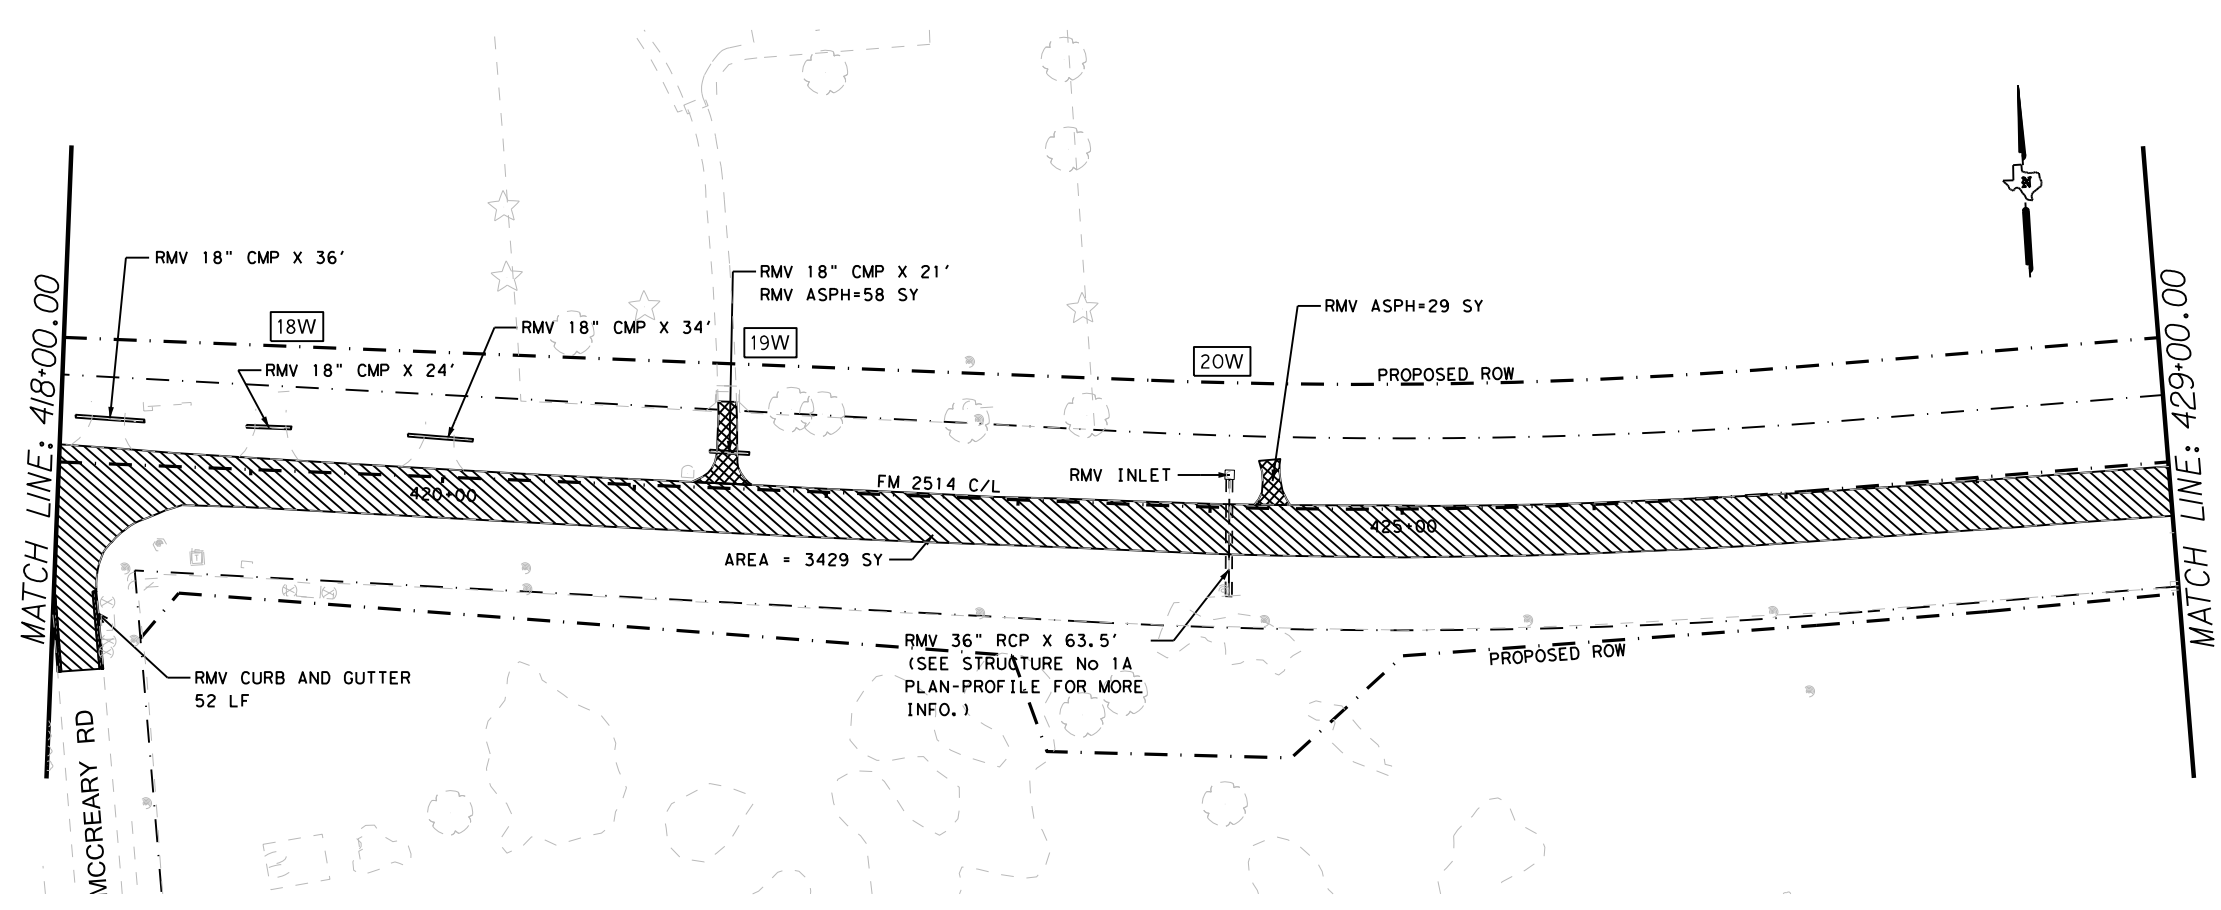 RMV 18" CMP X 36'
RMV 18" CMP X 21'
RMV ASPH=58 SY
RMV ASPH=29 SY
18W
RMV 18" CMP X 34'
19W
20W
RMV 18" CMP X 24'
PROPOSED ROW
N
MATCH LINE: 418+00.00
MATCH LINE: 429+00.00
RMV INLET
FM 2514 C/L
420+00
425+00
AREA = 3429 SY
RMV 36" RCP X 63.5'
(SEE STRUCTURE No 1A
PLAN-PROFILE FOR MORE
INFO.)
PROPOSED ROW
RMV CURB AND GUTTER
52 LF
MCCREARY RD
T